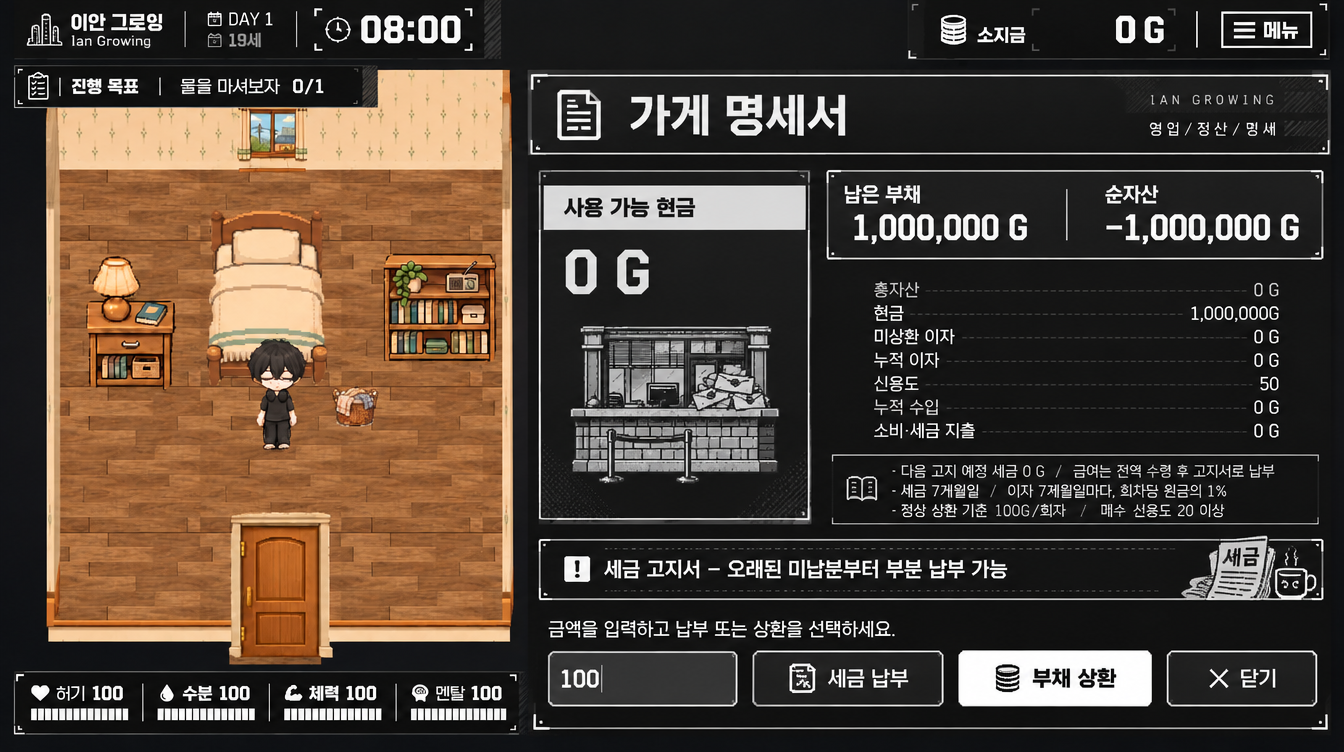 이안 그로잉
Ian Growing
DAY 1
19세
08:00
소지금
0 G
메뉴
진행 목표
물을 마셔보자 0/1
가게 명세서
IAN GROWING
영업/정산/명세
사용 가능 현금
0 G
남은 부채
1,000,000 G
순자산
-1,000,000 G
총자산 0 G
현금 1,000,000G
미상환 이자 0 G
누적 이자 0 G
신용도 50
누적 수입 0 G
소비·세금 지출 0 G
- 다음 고지 예정 세금 0 G / 급여는 전역 수령 후 고지서로 납부
- 세금 7게월일 / 이자 7제월일마다, 회차당 원금의 1%
- 정상 상환 기준 100G/회자 / 매수 신용도 20 이상
! 세금 고지서 – 오래된 미납분부터 부분 납부 가능
세금
금액을 입력하고 납부 또는 상환을 선택하세요.
100
세금 납부
부채 상환
닫기
허기 100
수분 100
체력 100
멘탈 100